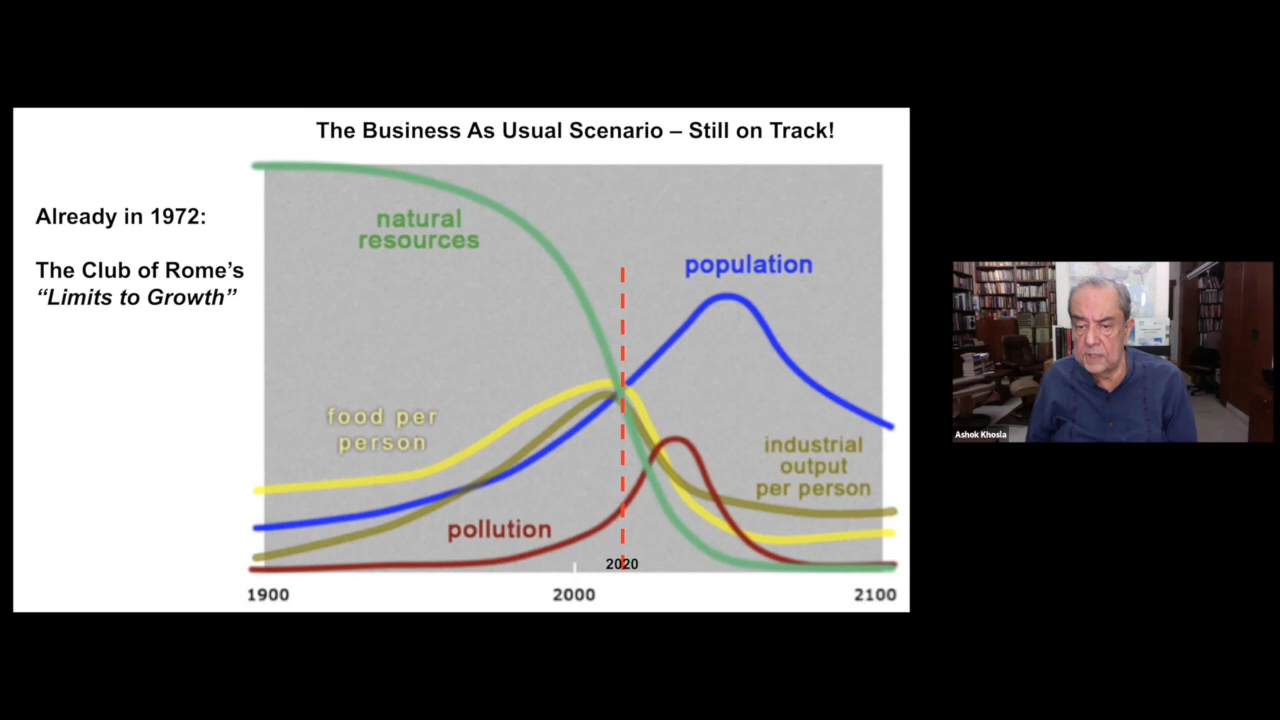 The Business As Usual Scenario – Still on Track!
Already in 1972:
The Club of Rome’s
“Limits to Growth”
natural
resources
population
food per
person
industrial
output
per person
pollution
2020
1900
2000
2100
Ashok Khosla